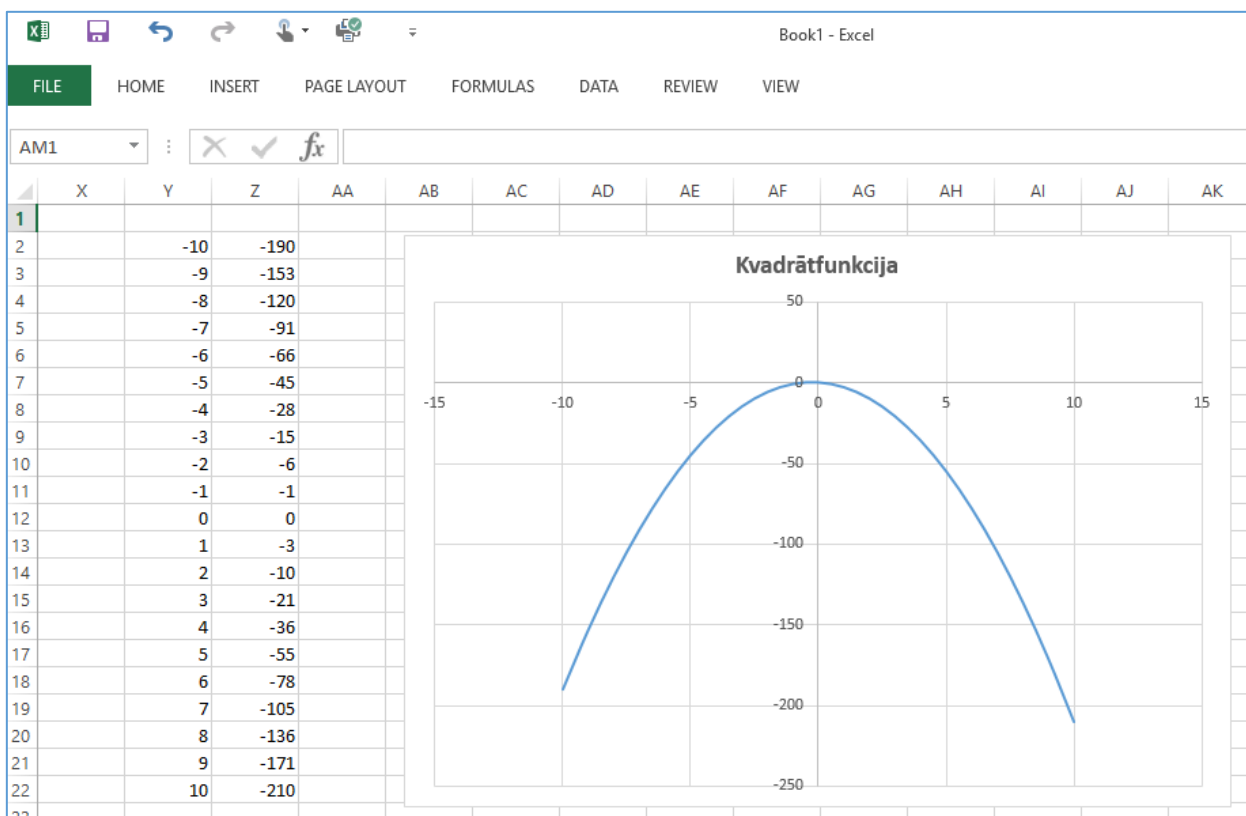 Book1 - Excel
FILE HOME INSERT PAGE LAYOUT FORMULAS DATA REVIEW VIEW
AM1 fx
X Y Z AA AB AC AD AE AF AG AH AI AJ AK
1
2 -10 -190
3 -9 -153
4 -8 -120
5 -7 -91
6 -6 -66
7 -5 -45
8 -4 -28
9 -3 -15
10 -2 -6
11 -1 -1
12 0 0
13 1 -3
14 2 -10
15 3 -21
16 4 -36
17 5 -55
18 6 -78
19 7 -105
20 8 -136
21 9 -171
22 10 -210
23
Kvadrātfunkcija
50
0
-15 -10 -5 0 5 10 15
-50
-100
-150
-200
-250